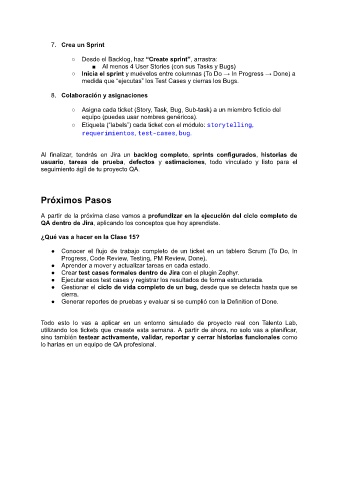 7. Crea un Sprint
○ Desde el Backlog, haz "Create sprint", arrastra:
■ Al menos 4 User Stories (con sus Tasks y Bugs)
○ Inicia el sprint y muévelos entre columnas (To Do → In Progress → Done) a
medida que "ejecutas" los Test Cases y cierras los Bugs.
8. Colaboración y asignaciones
○ Asigna cada ticket (Story, Task, Bug, Sub-task) a un miembro ficticio del
equipo (puedes usar nombres genéricos).
○ Etiqueta ("labels") cada ticket con el módulo: storytelling,
requerimientos, test-cases, bug.
Al finalizar, tendrás en Jira un backlog completo, sprints configurados, historias de
usuario, tareas de prueba, defectos y estimaciones, todo vinculado y listo para el
seguimiento ágil de tu proyecto QA.
Próximos Pasos
A partir de la próxima clase vamos a profundizar en la ejecución del ciclo completo de
QA dentro de Jira, aplicando los conceptos que hoy aprendiste.
¿Qué vas a hacer en la Clase 15?
● Conocer el flujo de trabajo completo de un ticket en un tablero Scrum (To Do, In
Progress, Code Review, Testing, PM Review, Done).
● Aprender a mover y actualizar tareas en cada estado.
● Crear test cases formales dentro de Jira con el plugin Zephyr.
● Ejecutar esos test cases y registrar los resultados de forma estructurada.
● Gestionar el ciclo de vida completo de un bug, desde que se detecta hasta que se
cierra.
● Generar reportes de pruebas y evaluar si se cumplió con la Definition of Done.
Todo esto lo vas a aplicar en un entorno simulado de proyecto real con Talento Lab,
utilizando los tickets que creaste esta semana. A partir de ahora, no solo vas a planificar,
sino también testear activamente, validar, reportar y cerrar historias funcionales como
lo harías en un equipo de QA profesional.